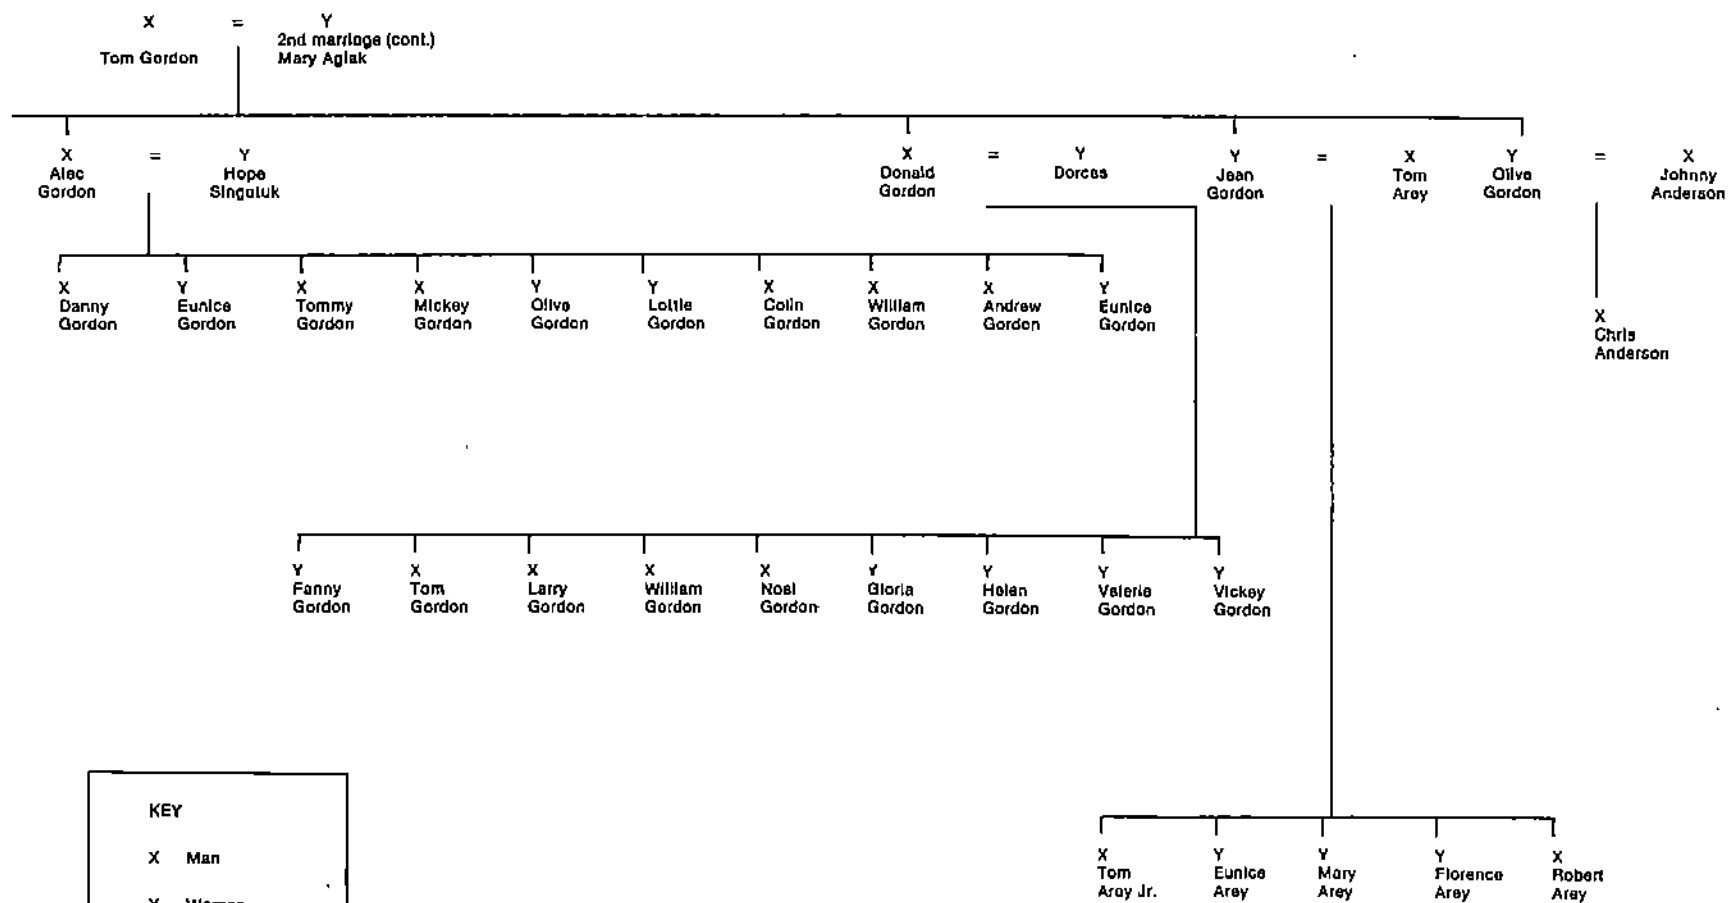 X = Y
2nd marriage (cont.)
Tom Gordon Mary Agiak
X = Y X = Y Y = X Y = X
Alec Hope Donald Dorcas Jean Tom Olive Johnny
Gordon Singatuk Gordon Gordon Arey Gordon Anderson
X Y X X Y Y X X X Y
Danny Eunice Tommy Mickey Olive Lottie Colin William Andrew Eunice
Gordon Gordon Gordon Gordon Gordon Gordon Gordon Gordon Gordon Gordon
X
Chris
Anderson
Y X X X X Y Y Y Y
Fanny Tom Larry William Noel Gloria Helen Valerie Vickey
Gordon Gordon Gordon Gordon Gordon Gordon Gordon Gordon Gordon
KEY
X Man
Y Woman
X Y Y Y X
Tom Eunice Mary Florence Robert
Arey Jr. Arey Arey Arey Arey